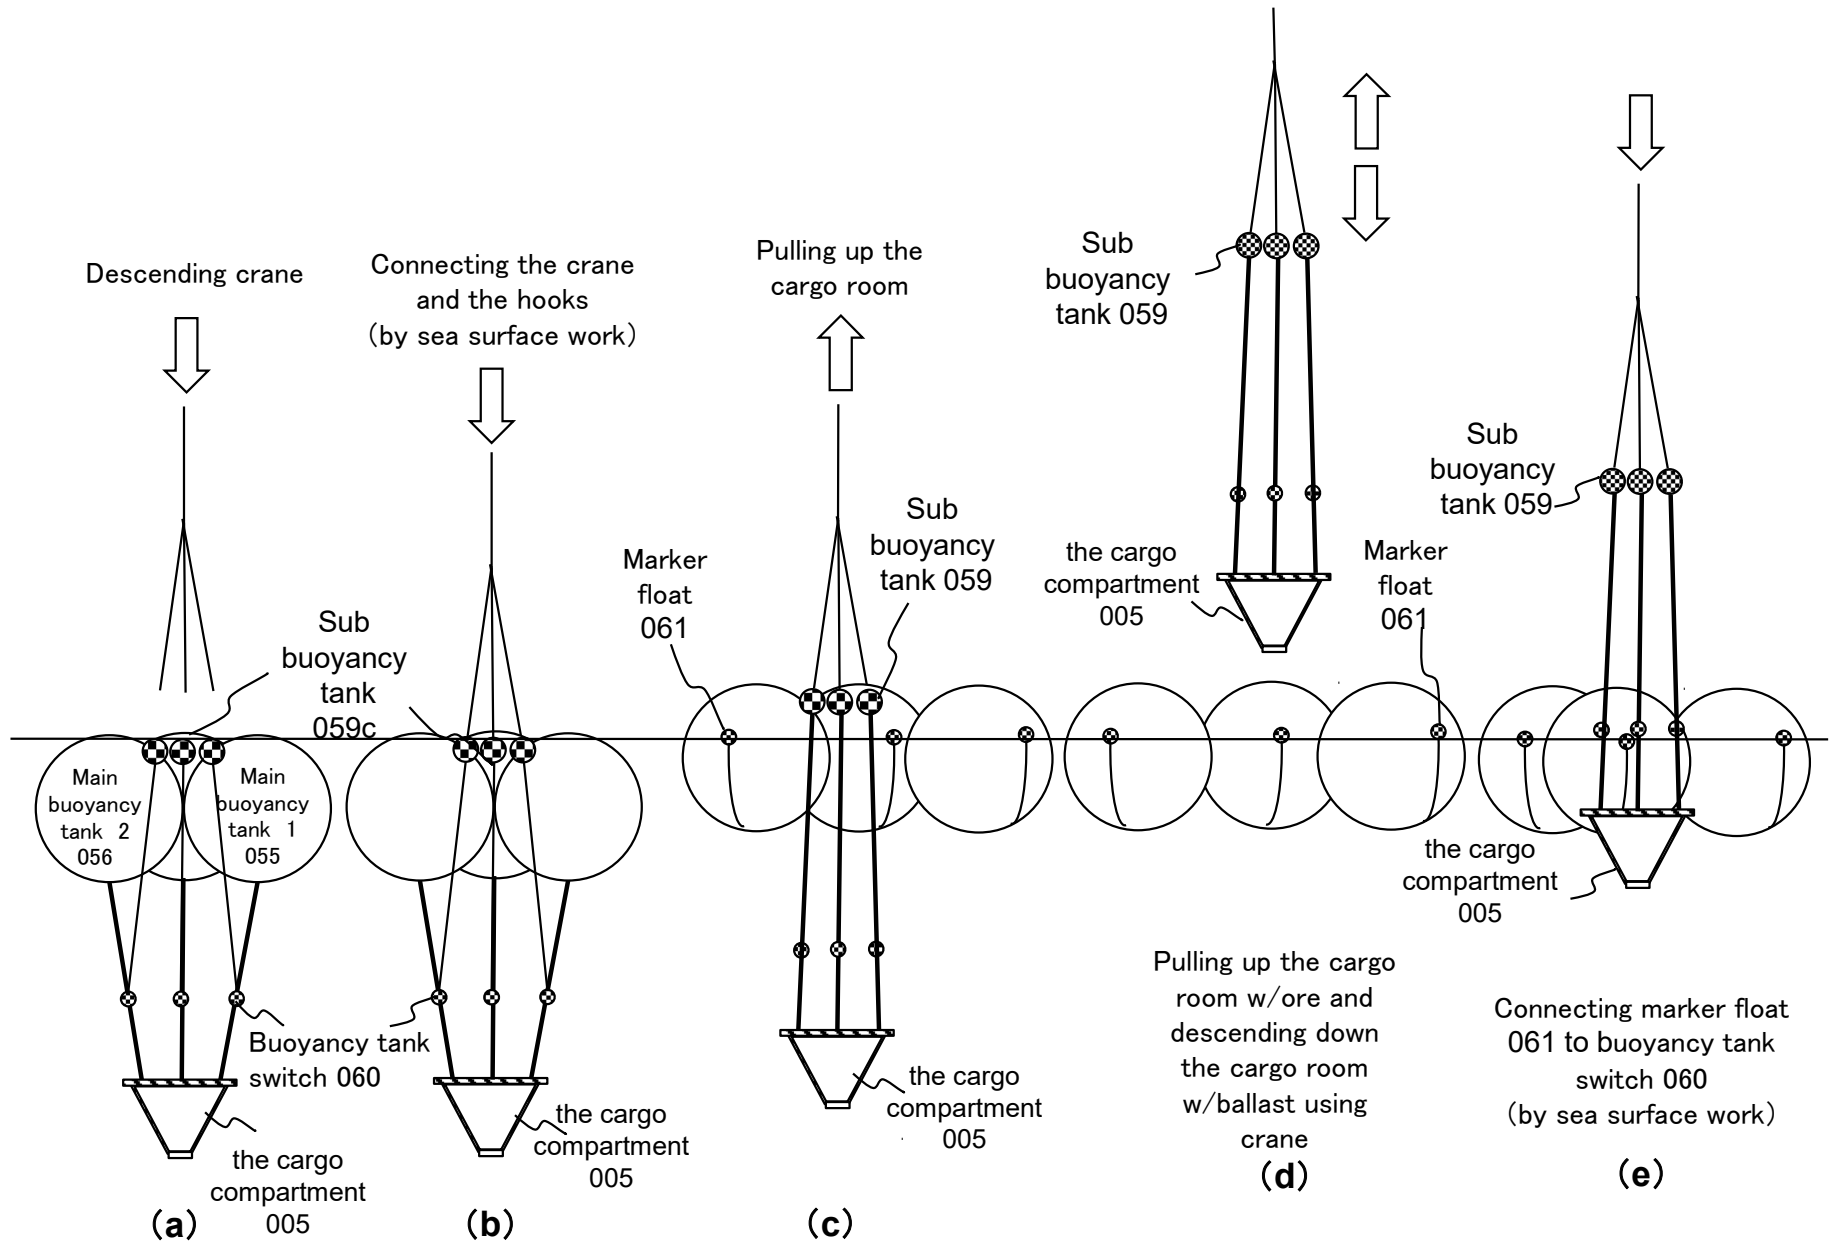 Descending crane
Sub
buoyancy
tank
059c
Main
buoyancy
tank 2
056
Main
buoyancy
tank 1
055
Buoyancy tank
switch 060
the cargo
compartment
005
(a)
Connecting the crane
and the hooks
(by sea surface work)
the cargo
compartment
005
(b)
Pulling up the
cargo room
Marker
float
061
Sub
buoyancy
tank 059
the cargo
compartment
005
(c)
Sub
buoyancy
tank 059
the cargo
compartment
005
Marker
float
061
Pulling up the cargo
room w/ore and
descending down
the cargo room
w/ballast using
crane
(d)
Sub
buoyancy
tank 059
the cargo
compartment
005
Connecting marker float
061 to buoyancy tank
switch 060
(by sea surface work)
(e)